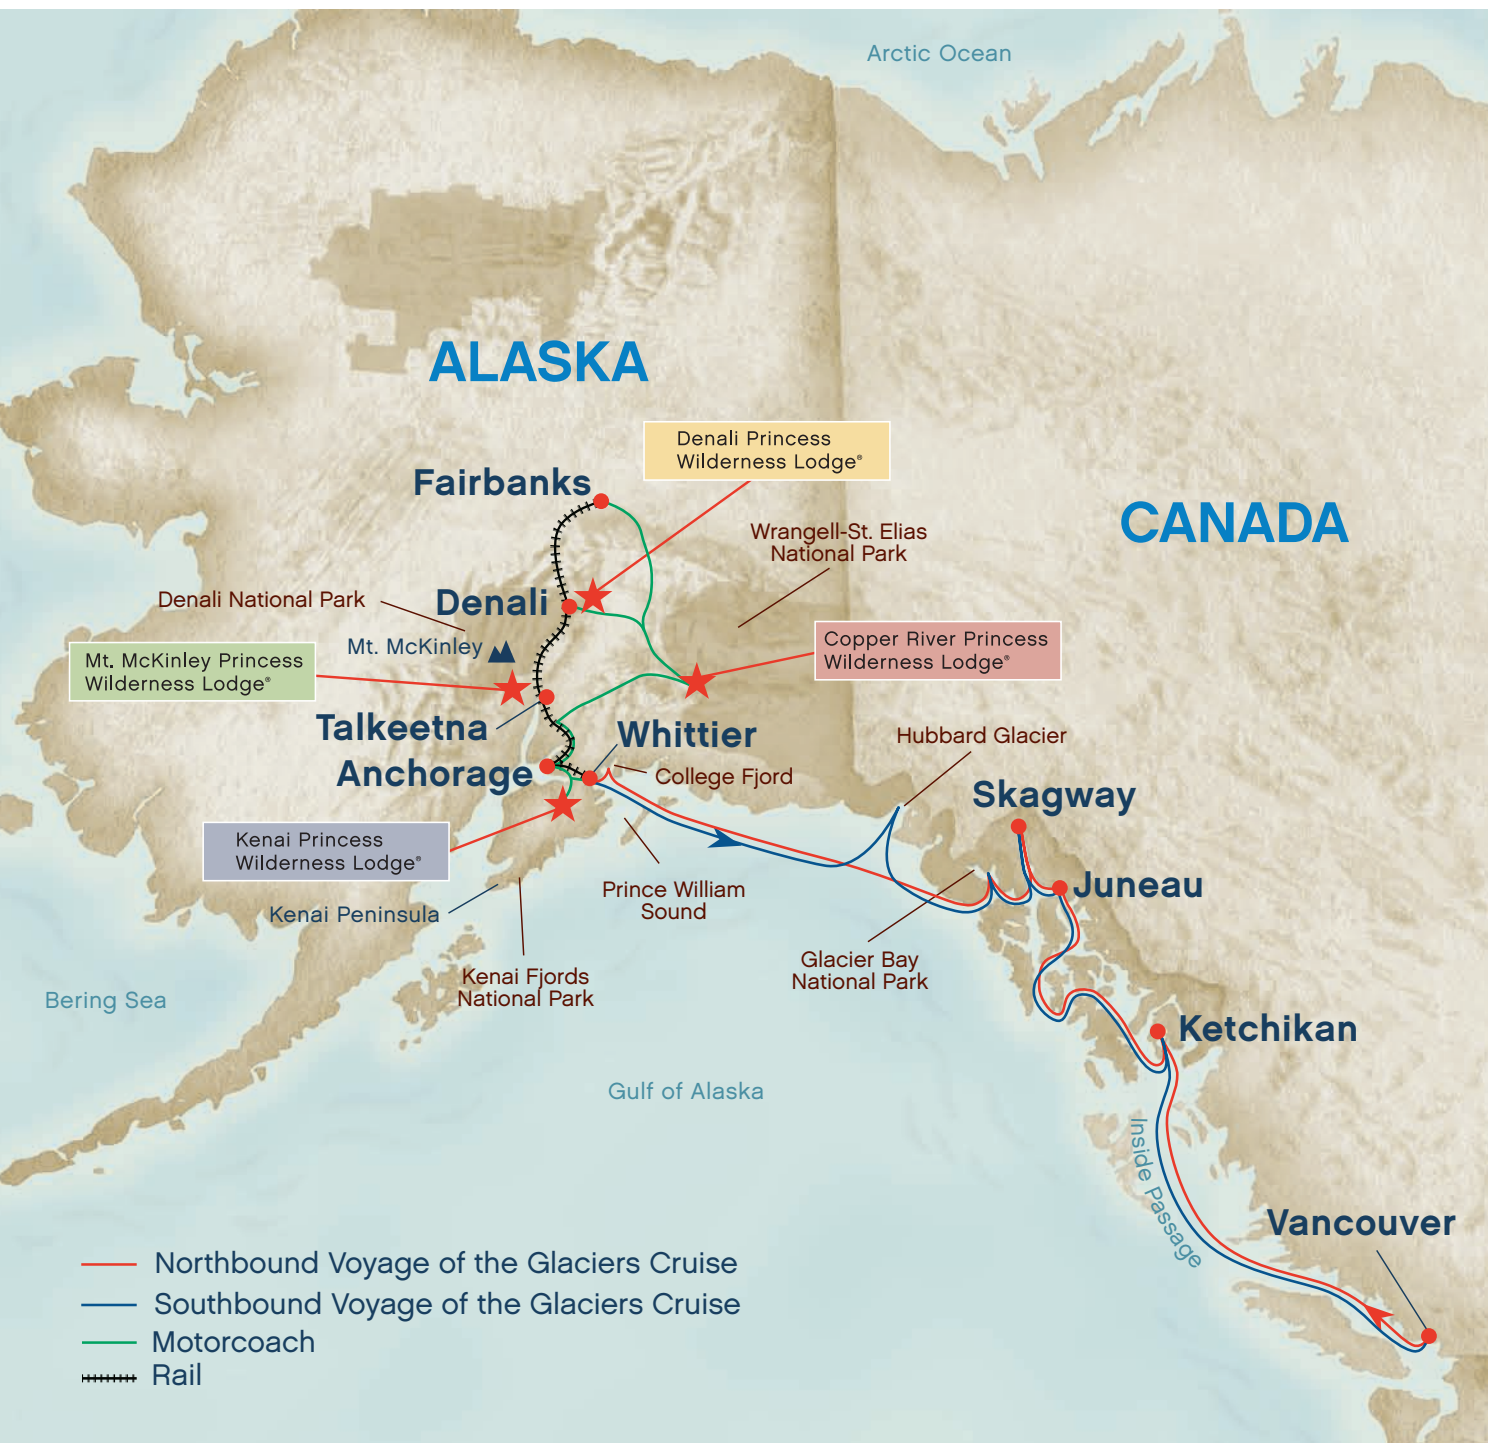 Arctic Ocean
ALASKA
Denali Princess
Wilderness Lodge®
Fairbanks
CANADA
Wrangell-St. Elias
National Park
Denali National Park
Denali
Mt. McKinley
Copper River Princess
Wilderness Lodge®
Mt. McKinley Princess
Wilderness Lodge®
Talkeetna
Whittier
Hubbard Glacier
Anchorage
College Fjord
Skagway
Kenai Princess
Wilderness Lodge®
Juneau
Prince William
Sound
Kenai Peninsula
Glacier Bay
National Park
Kenai Fjords
National Park
Bering Sea
Ketchikan
Gulf of Alaska
Inside Passage
Vancouver
Northbound Voyage of the Glaciers Cruise
Southbound Voyage of the Glaciers Cruise
Motorcoach
Rail